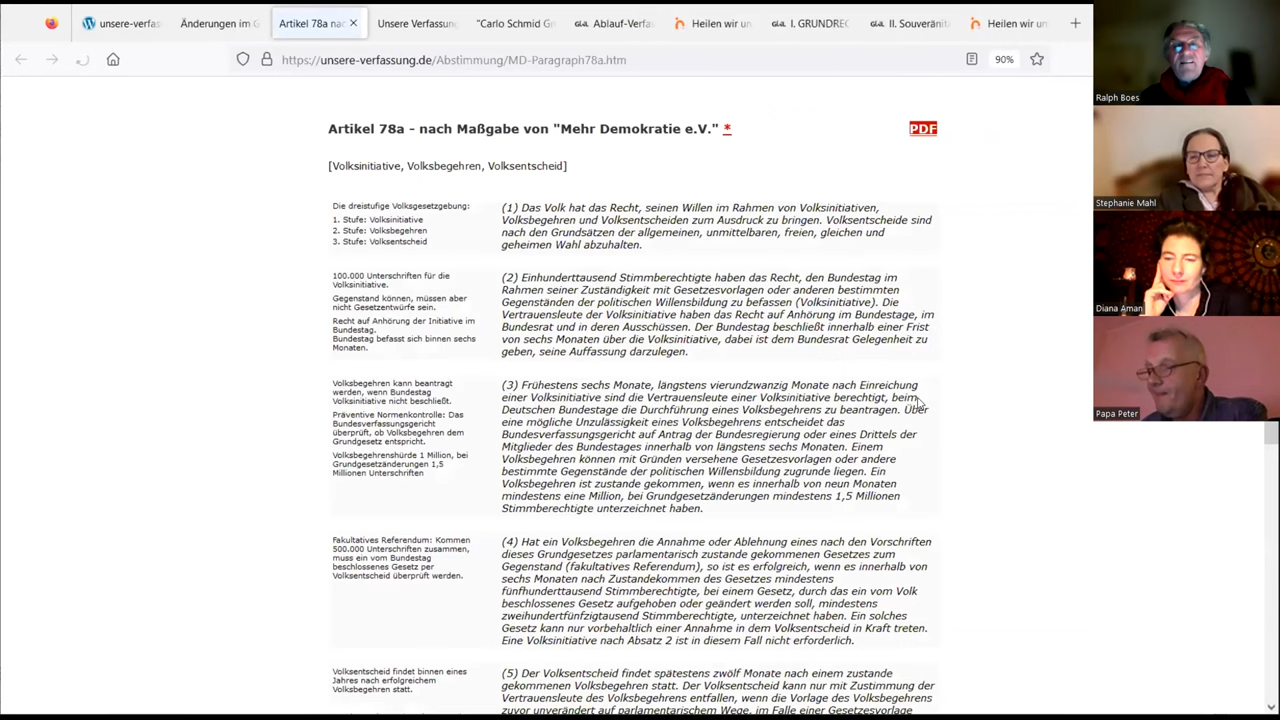 unsere-verfas
Änderungen im G
Artikel 78a nac
Unsere Verfassung
"Carlo Schmid Ge
Ablauf-Verfas
Heilen wir un
I. GRUNDREC
II. Souveränit
Heilen wir un
https://unsere-verfassung.de/Abstimmung/MD-Paragraph78a.htm
90%
Artikel 78a - nach Maßgabe von "Mehr Demokratie e.V." *
PDF
[Volksinitiative, Volksbegehren, Volksentscheid]
Die dreistufige Volksgesetzgebung:
1. Stufe: Volksinitiative
2. Stufe: Volksbegehren
3. Stufe: Volksentscheid
(1) Das Volk hat das Recht, seinen Willen im Rahmen von Volksinitiativen,
Volksbegehren und Volksentscheiden zum Ausdruck zu bringen. Volksentscheide sind
nach den Grundsätzen der allgemeinen, unmittelbaren, freien, gleichen und
geheimen Wahl abzuhalten.
100.000 Unterschriften für die
Volksinitiative.
Gegenstand können, müssen aber
nicht Gesetzentwürfe sein.
Recht auf Anhörung der Initiative im
Bundestag.
Bundestag befasst sich binnen sechs
Monaten.
(2) Einhunderttausend Stimmberechtigte haben das Recht, den Bundestag im
Rahmen seiner Zuständigkeit mit Gesetzesvorlagen oder anderen bestimmten
Gegenständen der politischen Willensbildung zu befassen (Volksinitiative). Die
Vertrauensleute der Volksinitiative haben das Recht auf Anhörung im Bundestage, im
Bundesrat und in deren Ausschüssen. Der Bundestag beschließt innerhalb einer Frist
von sechs Monaten über die Volksinitiative, dabei ist dem Bundesrat Gelegenheit zu
geben, seine Auffassung darzulegen.
Volksbegehren kann beantragt
werden, wenn Bundestag
Volksinitiative nicht beschließt.
Präventive Normenkontrolle: Das
Bundesverfassungsgericht
überprüft, ob Volksbegehren dem
Grundgesetz entspricht.
Volksbegehrenshürde 1 Million, bei
Grundgesetzänderungen 1,5
Millionen Unterschriften
(3) Frühestens sechs Monate, längstens vierundzwanzig Monate nach Einreichung
einer Volksinitiative sind die Vertrauensleute einer Volksinitiative berechtigt, beim
Deutschen Bundestage die Durchführung eines Volksbegehrens zu beantragen. Über
eine mögliche Unzulässigkeit eines Volksbegehrens entscheidet das
Bundesverfassungsgericht auf Antrag der Bundesregierung oder eines Drittels der
Mitglieder des Bundestages innerhalb von längstens sechs Monaten. Einem
Volksbegehren können mit Gründen versehene Gesetzesvorlagen oder andere
bestimmte Gegenstände der politischen Willensbildung zugrunde liegen. Ein
Volksbegehren ist zustande gekommen, wenn es innerhalb von neun Monaten
mindestens eine Million, bei Grundgesetzänderungen mindestens 1,5 Millionen
Stimmberechtigte unterzeichnet haben.
Fakultatives Referendum: Kommen
500.000 Unterschriften zusammen,
muss ein vom Bundestag
beschlossenes Gesetz per
Volksentscheid überprüft werden.
(4) Hat ein Volksbegehren die Annahme oder Ablehnung eines nach den Vorschriften
dieses Grundgesetzes parlamentarisch zustande gekommenen Gesetzes zum
Gegenstand (fakultatives Referendum), so ist es erfolgreich, wenn es innerhalb von
sechs Monaten nach Zustandekommen des Gesetzes mindestens
fünfhunderttausend Stimmberechtigte, bei einem Gesetz, durch das ein vom Volk
beschlossenes Gesetz aufgehoben oder geändert werden soll, mindestens
zweihundertfünfzigtausend Stimmberechtigte, unterzeichnet haben. Ein solches
Gesetz kann nur vorbehaltlich einer Annahme in dem Volksentscheid in Kraft treten.
Eine Volksinitiative nach Absatz 2 ist in diesem Fall nicht erforderlich.
Volksentscheid findet binnen eines
Jahres nach erfolgreichem
Volksbegehren statt.
(5) Der Volksentscheid findet spätestens zwölf Monate nach einem zustande
gekommenen Volksbegehren statt. Der Volksentscheid kann nur mit Zustimmung der
Vertrauensleute des Volksbegehrens entfallen, wenn die Vorlage des Volksbegehrens
zuvor unverändert auf parlamentarischem Wege, im Falle einer Gesetzesvorlage
Ralph Boes
Stephanie Mahl
Diana Aman
Papa Peter